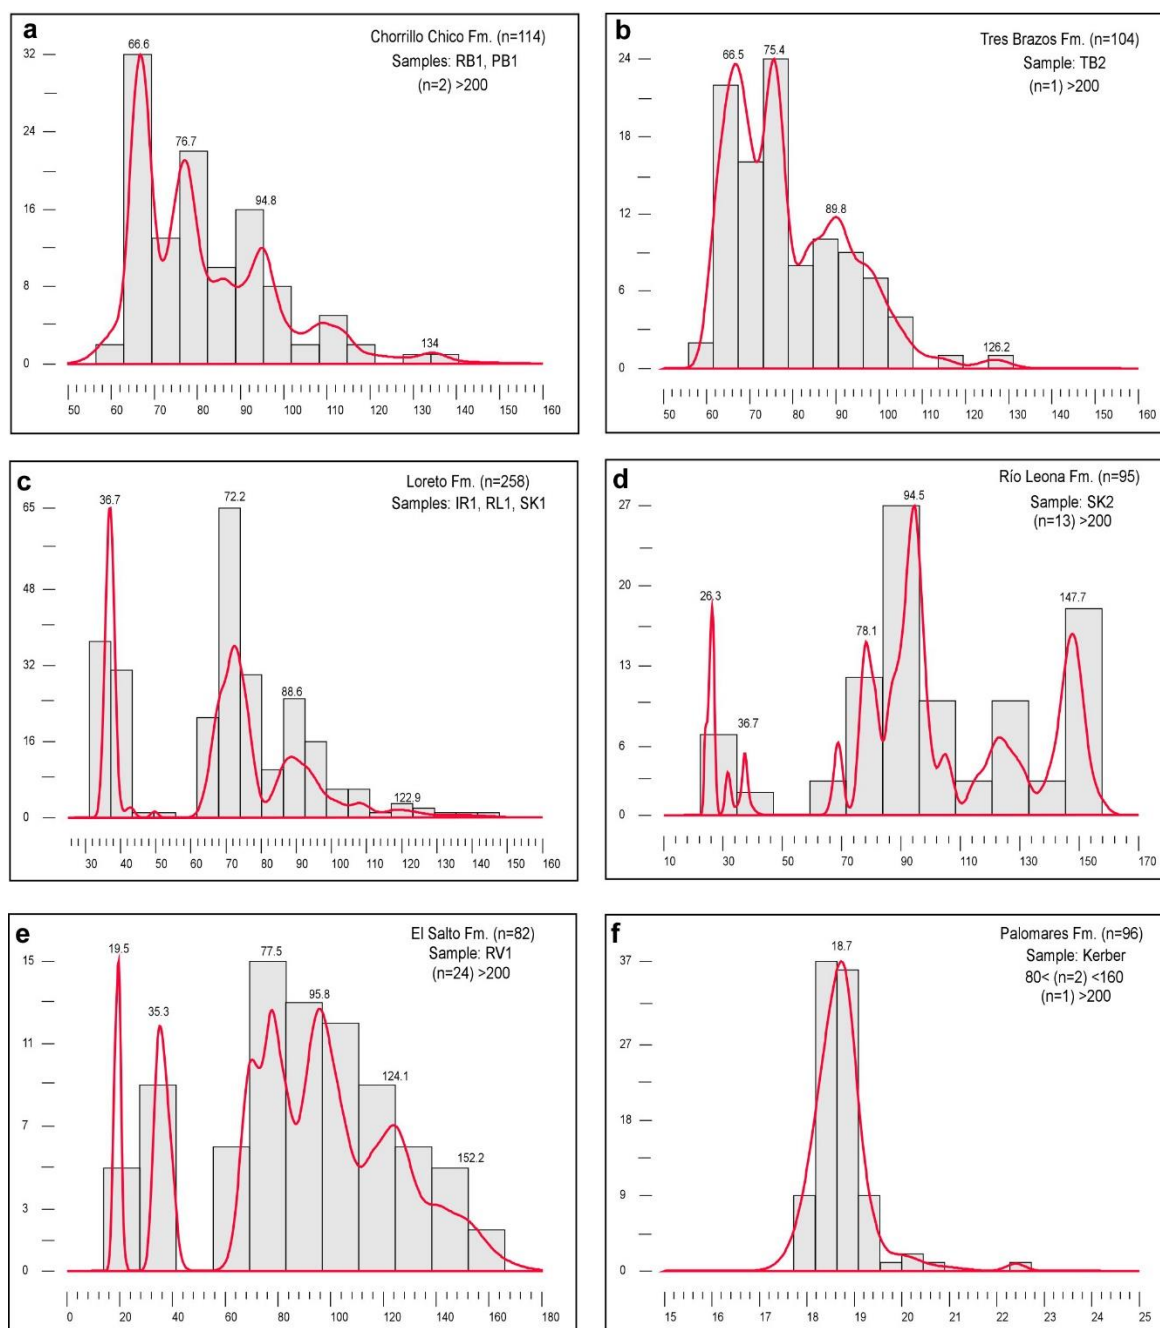 a
Chorrillo Chico Fm. (n=114)
Samples: RB1, PB1
(n=2) >200
66.6
76.7
94.8
134
32
24
16
8
0
50 60 70 80 90 100 110 120 130 140 150 160
b
Tres Brazos Fm. (n=104)
Sample: TB2
(n=1) >200
66.5
75.4
89.8
126.2
24
18
12
6
0
50 60 70 80 90 100 110 120 130 140 150 160
c
Loreto Fm. (n=258)
Samples: IR1, RL1, SK1
36.7
72.2
88.6
122.9
65
48
32
16
0
30 40 50 60 70 80 90 100 110 120 130 140 150 160
d
Río Leona Fm. (n=95)
Sample: SK2
(n=13) >200
26.3
36.7
78.1
94.5
147.7
27
20
13
6
0
10 30 50 70 90 110 130 150 170
e
El Salto Fm. (n=82)
Sample: RV1
(n=24) >200
19.5
35.3
77.5
95.8
124.1
152.2
15
11
7
3
0
0 20 40 60 80 100 120 140 160 180
f
Palomares Fm. (n=96)
Sample: Kerber
80< (n=2) <160
(n=1) >200
18.7
37
27
18
9
0
15 16 17 18 19 20 21 22 23 24 25